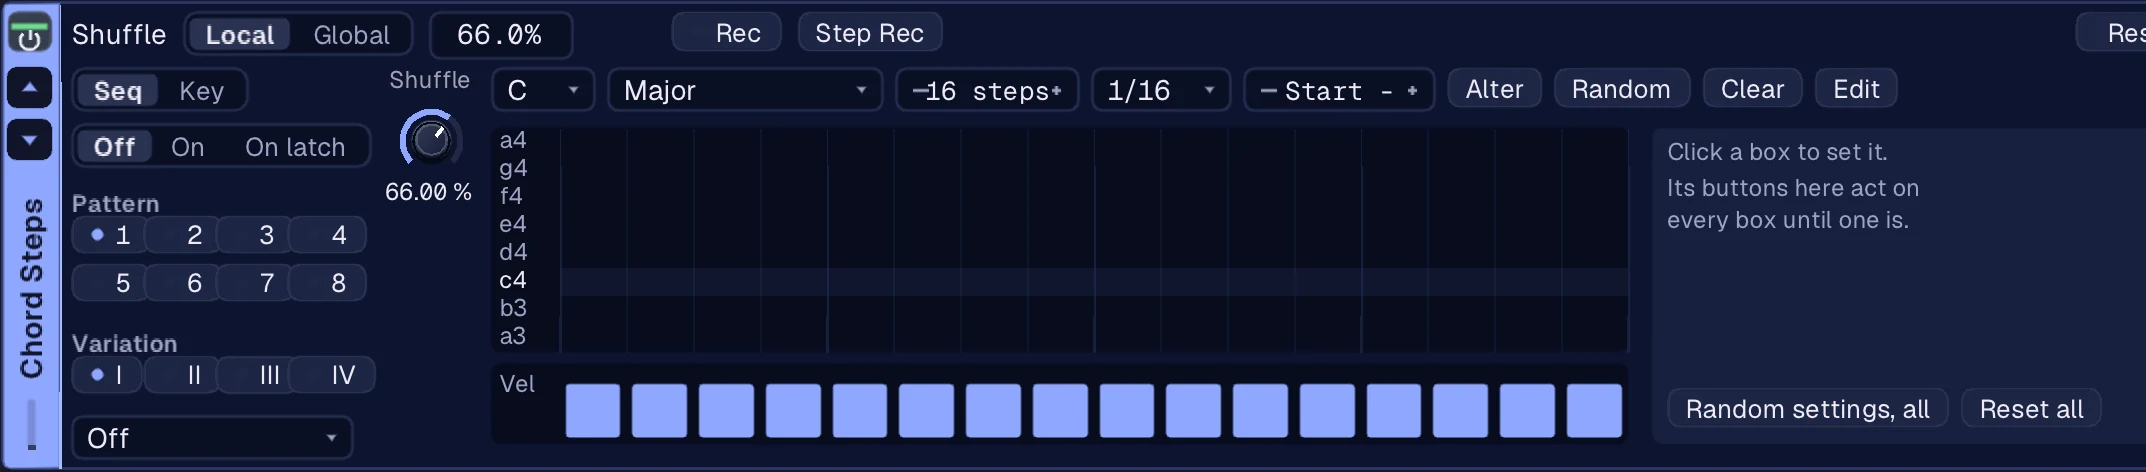 Shuffle Local Global 66.0% Rec Step Rec Res
Seq Key Shuffle C Major 16 steps+ 1/16 Start - + Alter Random Clear Edit
Off On On latch
66.00 %
Pattern
1 2 3 4
5 6 7 8
Variation
I II III IV
Off
Chord Steps
a4
g4
f4
e4
d4
c4
b3
a3
Vel
Click a box to set it.
Its buttons here act on
every box until one is.
Random settings, all Reset all